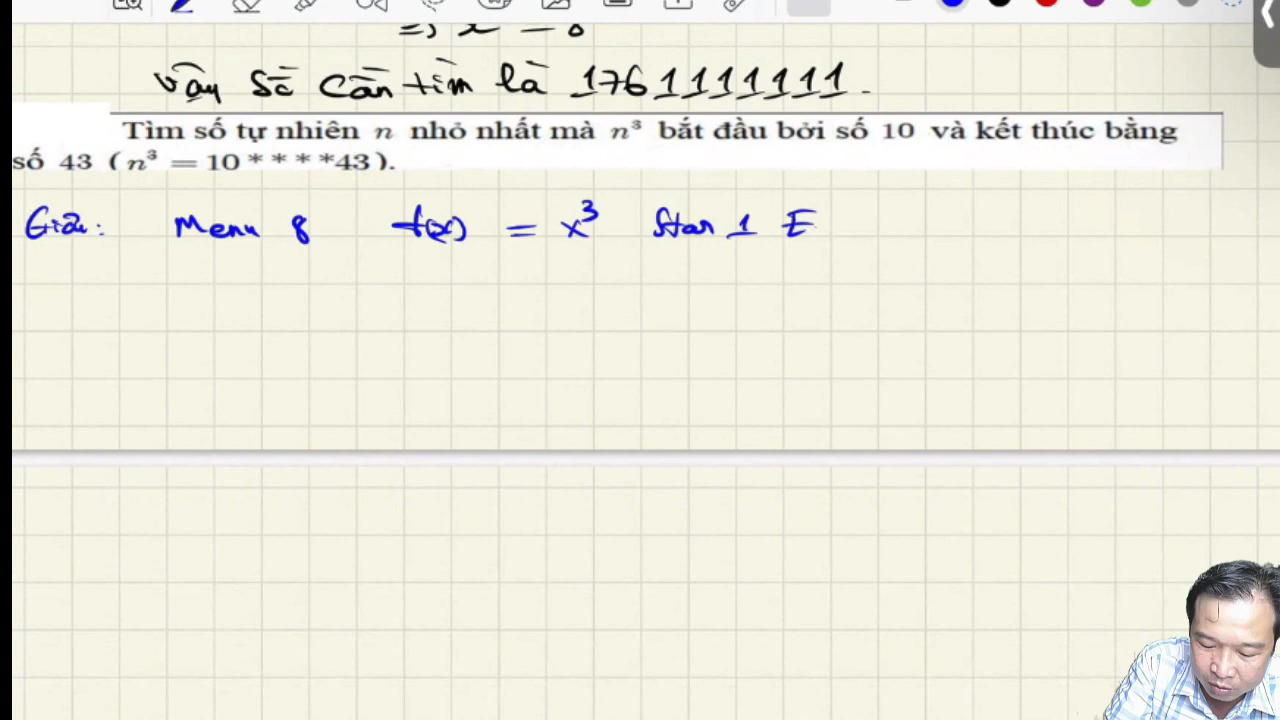 Vậy số cần tìm là 1761111111.
Tìm số tự nhiên n nhỏ nhất mà n³ bắt đầu bởi số 10 và kết thúc bằng
số 43 ( n³ = 10 * * * *43 ).
Giải: Menu 8 f(x) = x³ Star 1 E